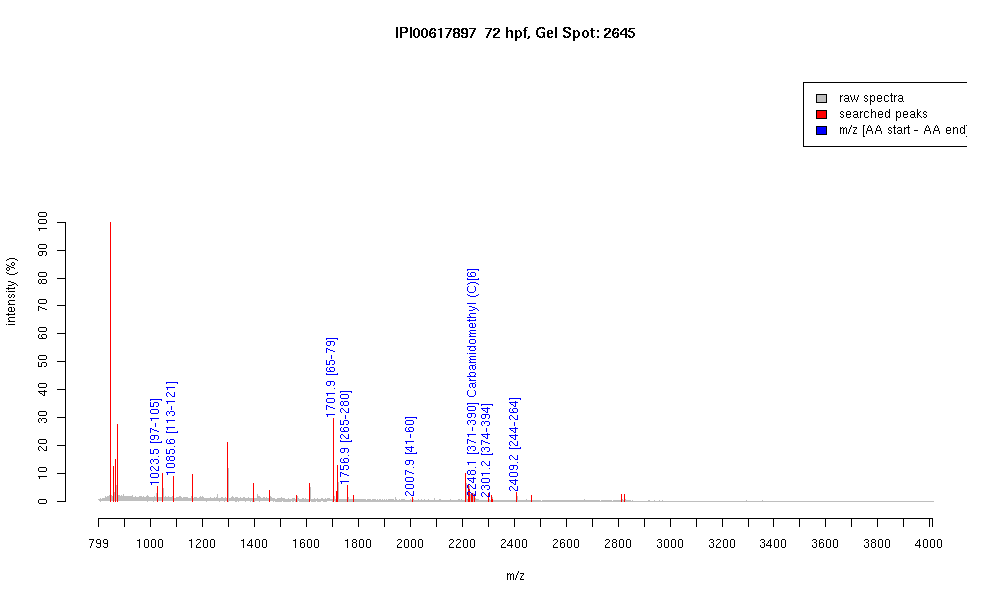 IPI00617897 72 hpf, Gel Spot: 2645
raw spectra
searched peaks
m/z [AA start - AA end]
intensity (%)
100
90
80
70
60
50
40
30
20
10
0
1023.5 [97-105]
1085.6 [113-121]
1701.9 [65-79]
1756.9 [265-280]
2007.9 [41-60]
2248.1 [371-390] Carbamidomethyl (C)[6]
2301.2 [374-394]
2409.2 [244-264]
799 1000 1200 1400 1600 1800 2000 2200 2400 2600 2800 3000 3200 3400 3600 3800 4000
m/z